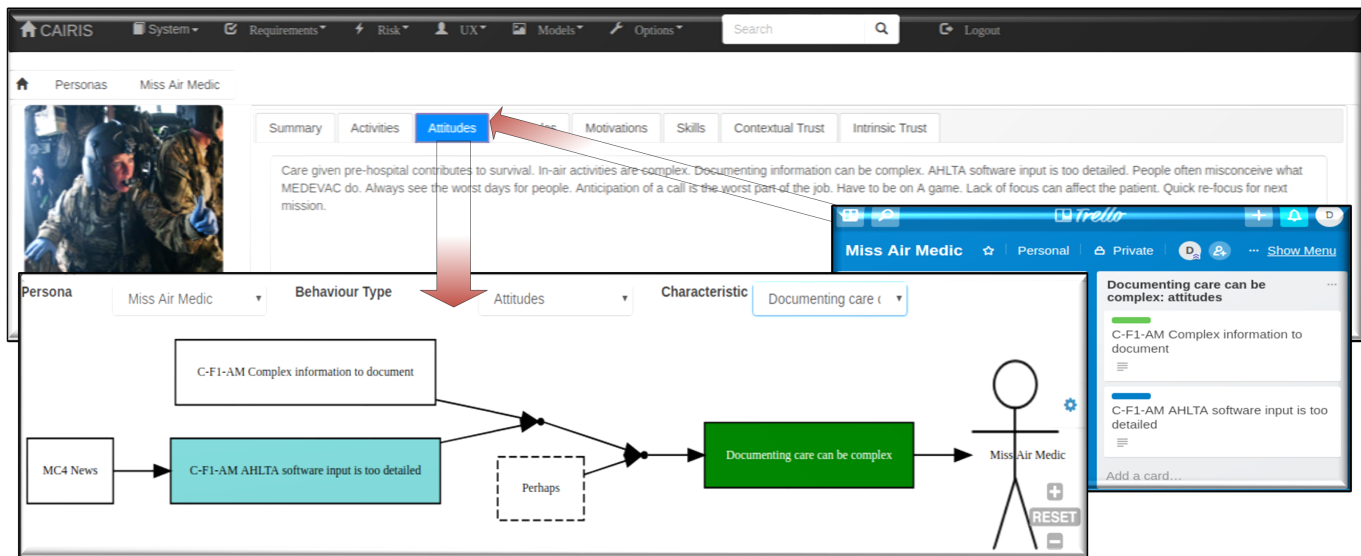 CAIRIS System Requirements Risk UX Models Options Search Logout
Personas Miss Air Medic
Summary Activities Attitudes Motivations Skills Contextual Trust Intrinsic Trust
Care given pre-hospital contributes to survival. In-air activities are complex. Documenting information can be complex. AHLTA software input is too detailed. People often misconceive what
MEDEVAC do. Always see the worst days for people. Anticipation of a call is the worst part of the job. Have to be on A game. Lack of focus can affect the patient. Quick re-focus for next
mission.
Trello
D
Miss Air Medic Personal Private D ... Show Menu
Documenting care can be
complex: attitudes
...
C-F1-AM Complex information to
document
C-F1-AM AHLTA software input is too
detailed
Add a card...
Persona Miss Air Medic Behaviour Type Attitudes Characteristic Documenting care
C-F1-AM Complex information to document
MC4 News
C-F1-AM AHLTA software input is too detailed
Perhaps
Documenting care can be complex
Miss Air Medic
RESET